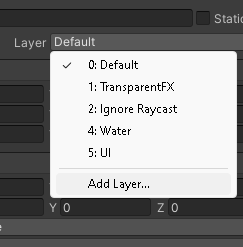 Static
Layer Default
0: Default
1: TransparentFX
2: Ignore Raycast
4: Water
5: UI
Add Layer...
Y 0 Z 0